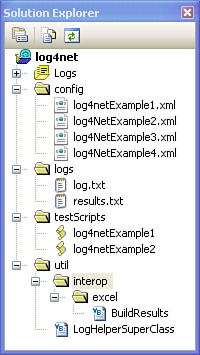 Solution Explorer
log4net
Logs
config
log4netExample1.xml
log4netExample2.xml
log4netExample3.xml
log4NetExample4.xml
logs
log.txt
results.txt
testScripts
log4netExample1
log4netExample2
util
interop
excel
BuildResults
LogHelperSuperClass